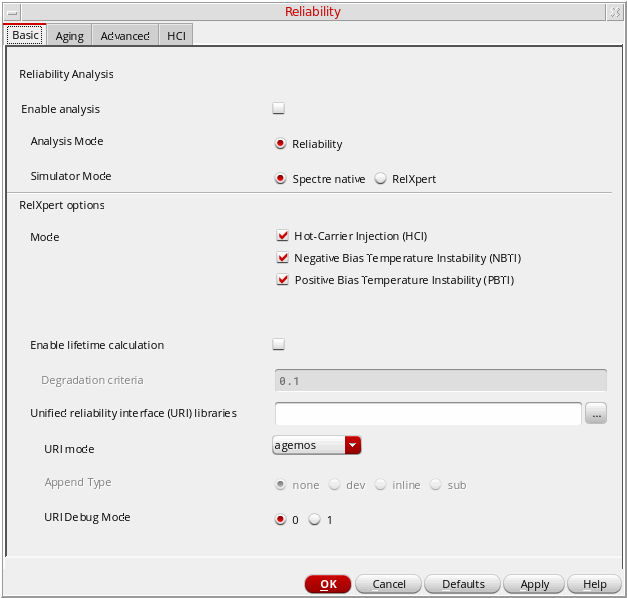 Reliability
Basic Aging Advanced HCI
Reliability Analysis
Enable analysis
Analysis Mode Reliability
Simulator Mode Spectre native RelXpert
RelXpert options
Mode Hot-Carrier Injection (HCI)
Negative Bias Temperature Instability (NBTI)
Positive Bias Temperature Instability (PBTI)
Enable lifetime calculation
Degradation criteria 0.1
Unified reliability interface (URI) libraries ...
URI mode agemos
Append Type none dev inline sub
URI Debug Mode 0 1
OK Cancel Defaults Apply Help